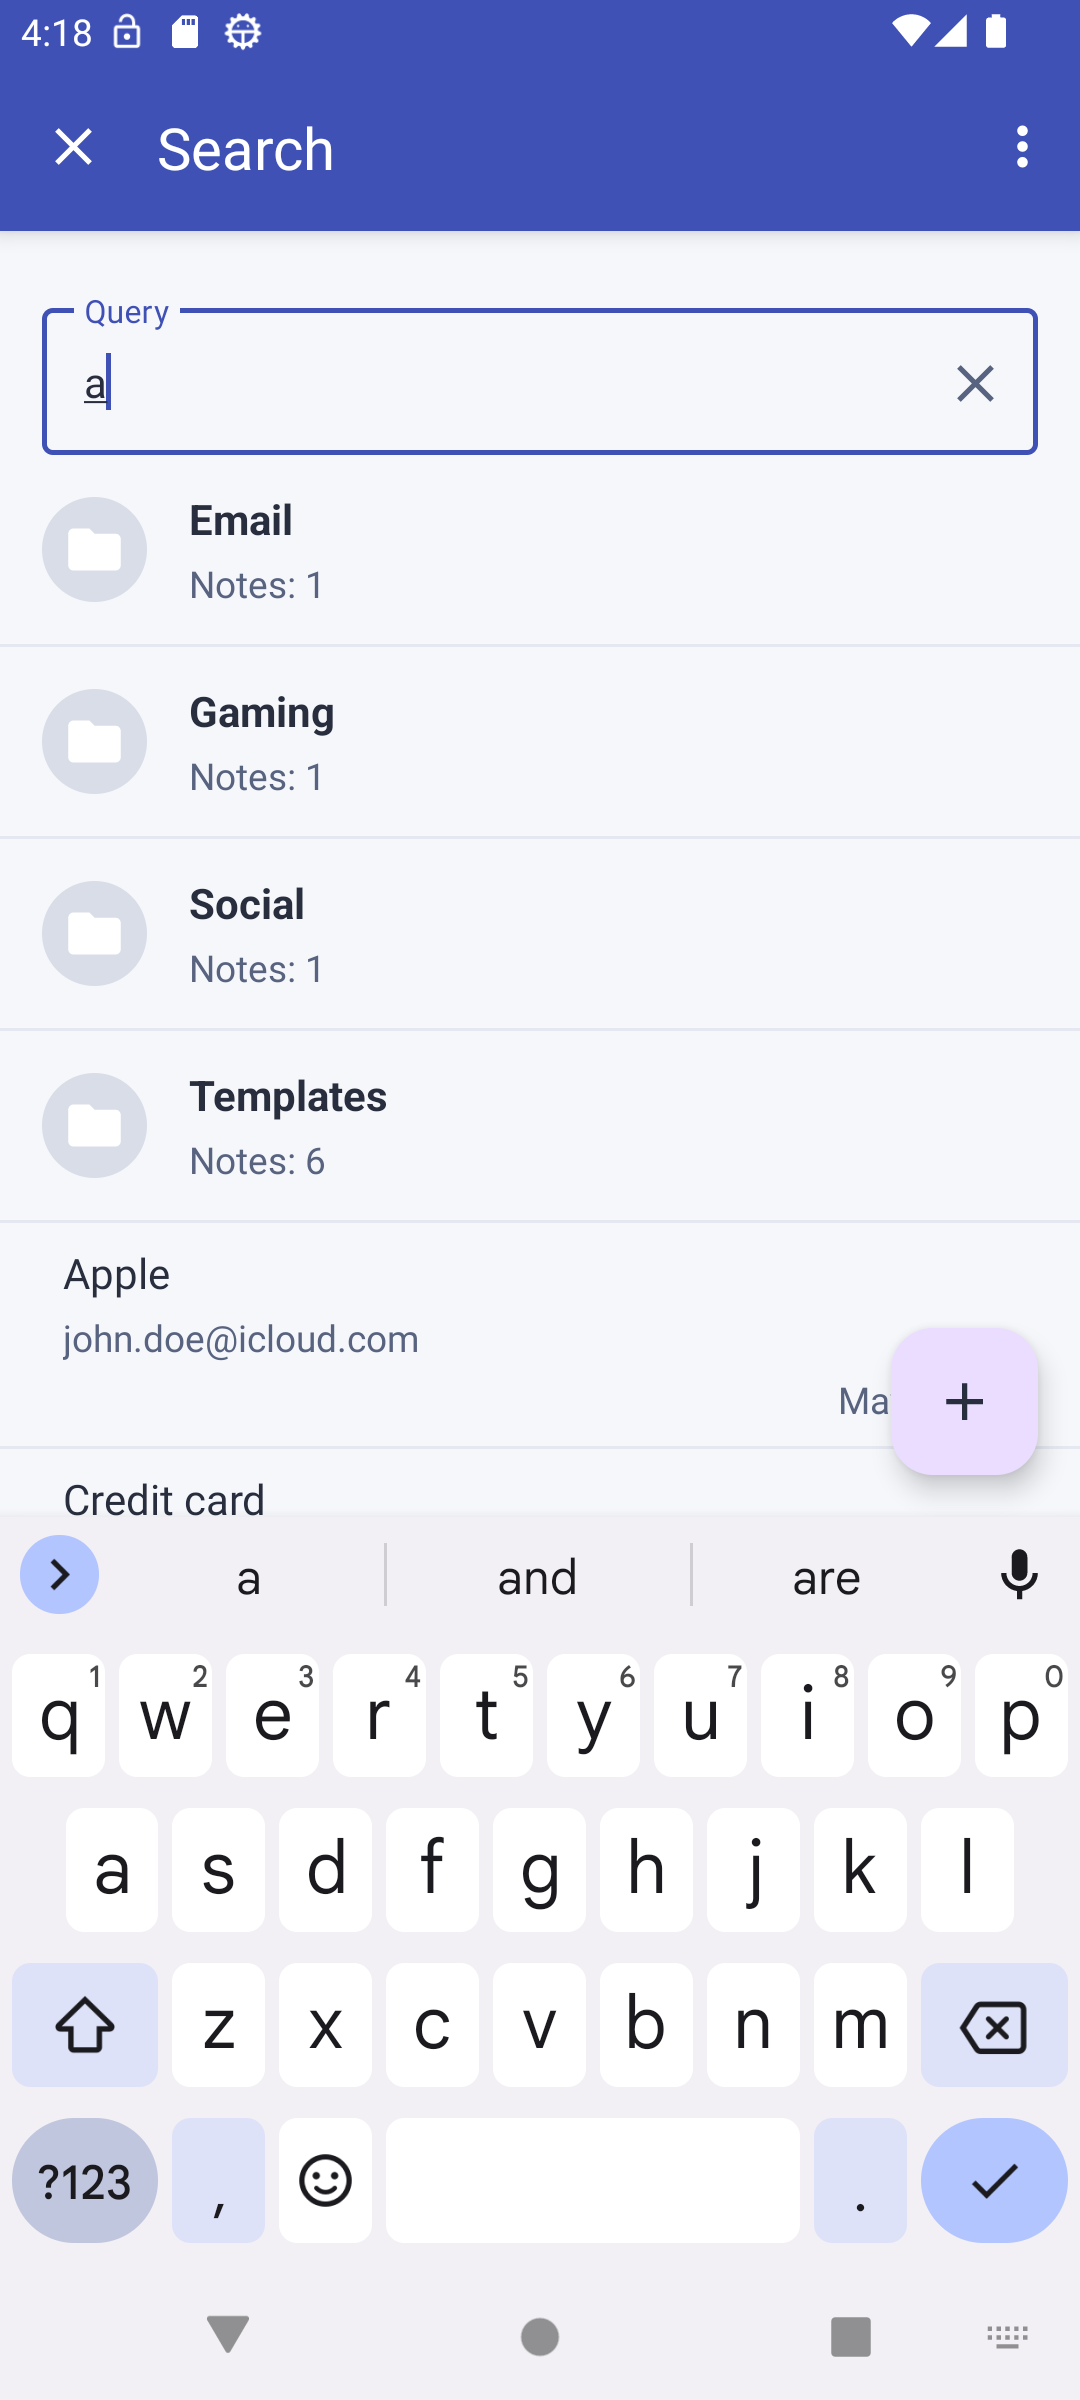 4:18
Search
Query
a
Email
Notes: 1
Gaming
Notes: 1
Social
Notes: 1
Templates
Notes: 6
Apple
john.doe@icloud.com
Ma
Credit card
a and are
q1 w2 e3 r4 t5 y6 u7 i8 o9 p0
a s d f g h j k l
z x c v b n m
?123 , .